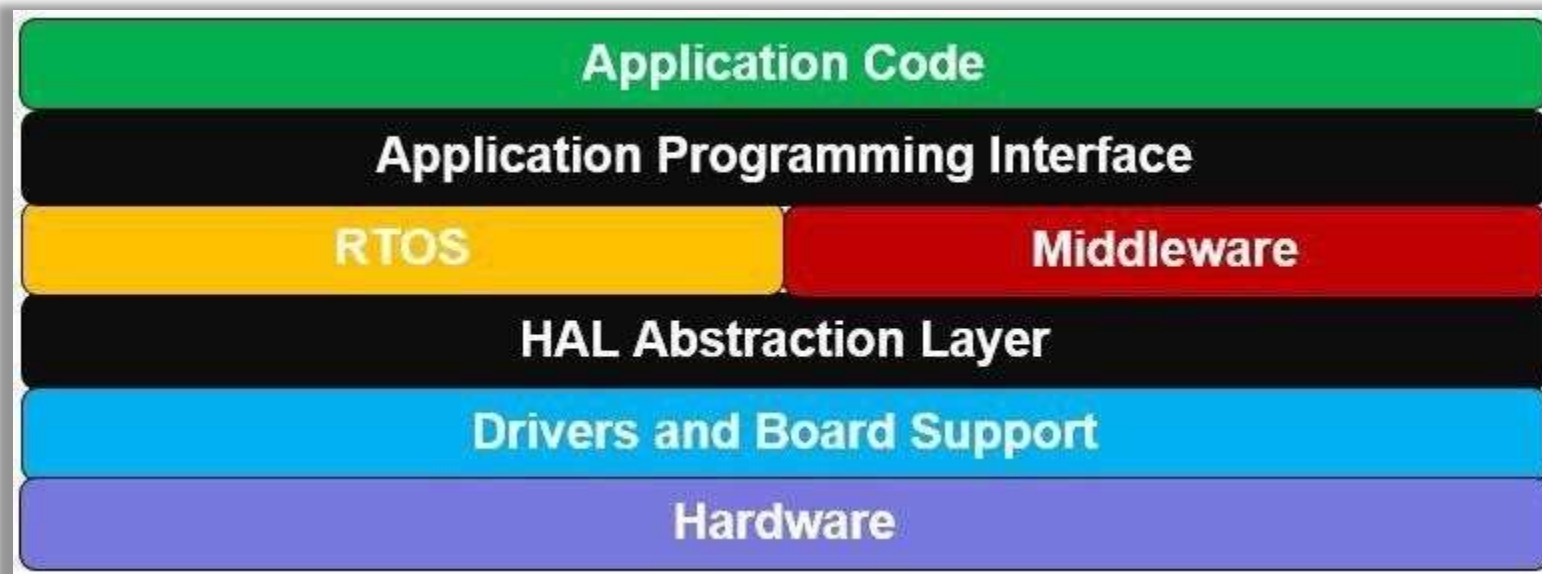 Application Code
Application Programming Interface
RTOS
Middleware
HAL Abstraction Layer
Drivers and Board Support
Hardware